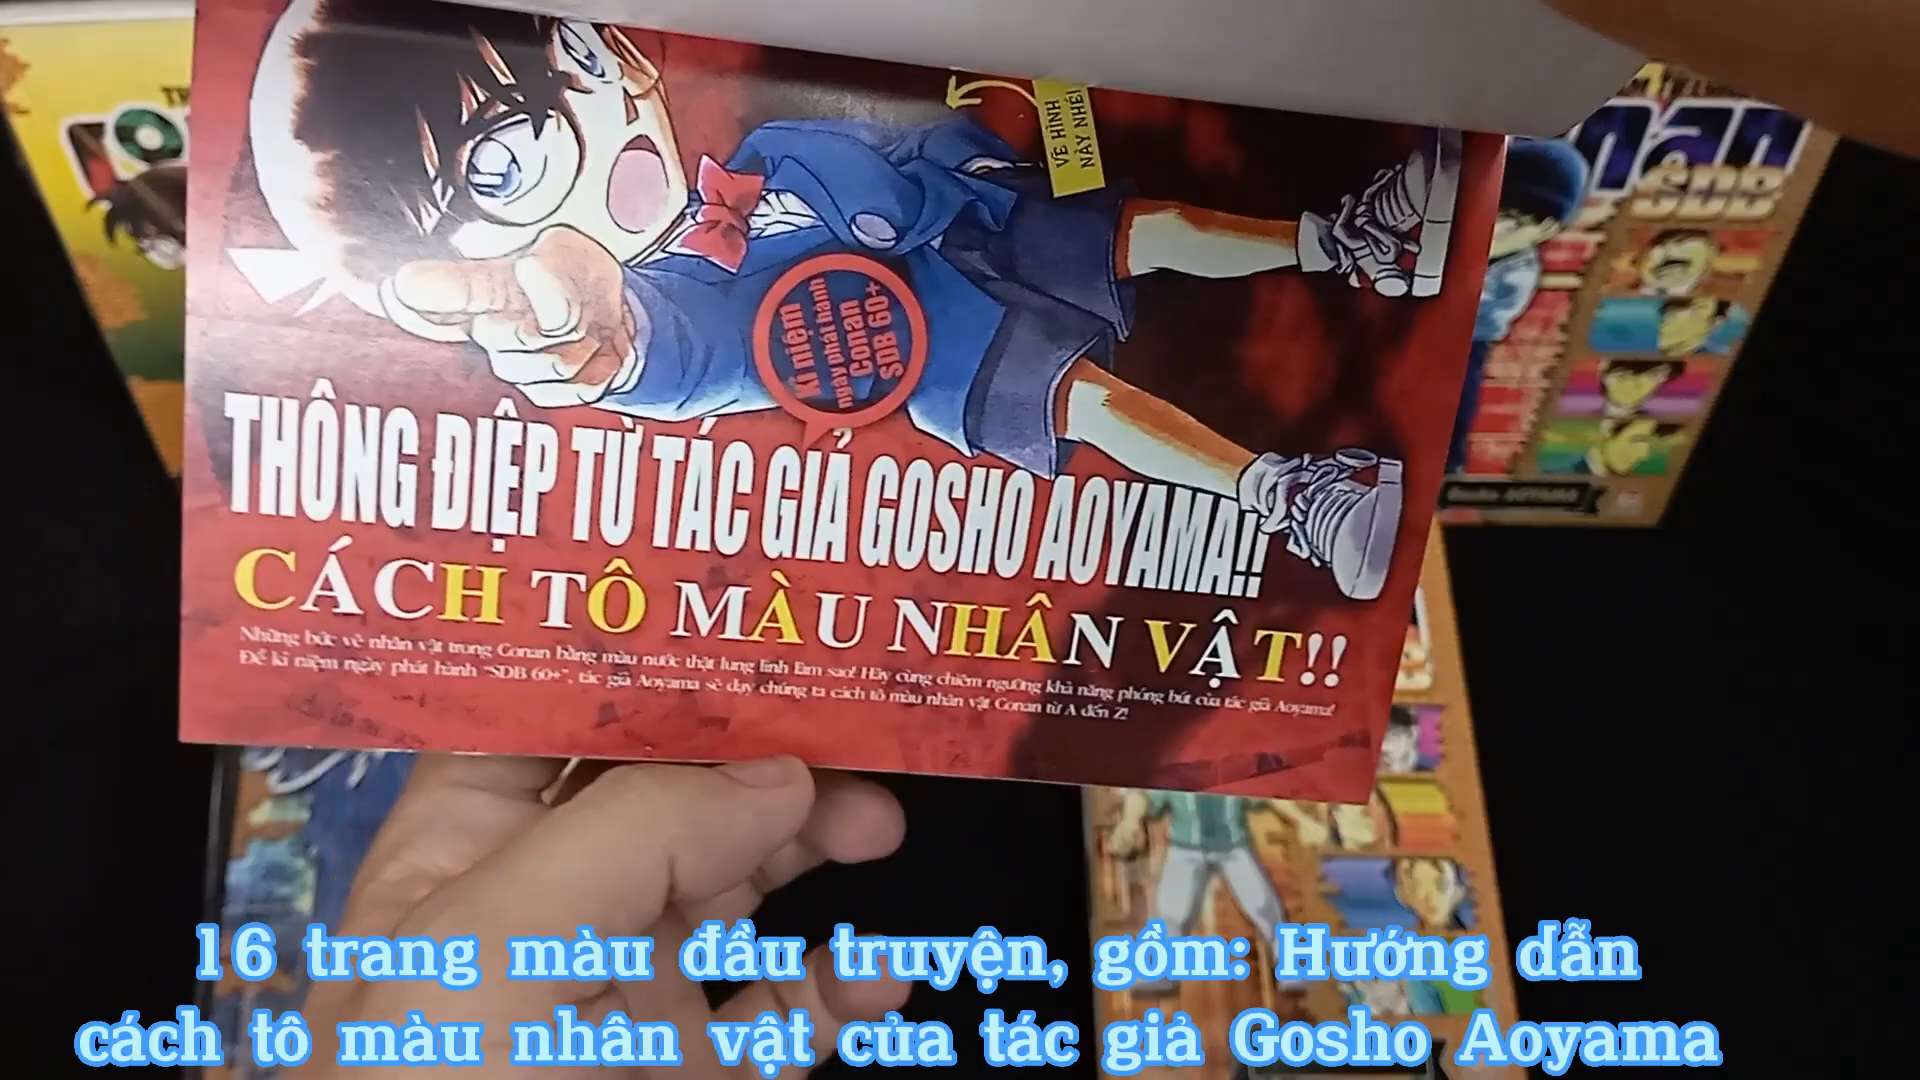 VẼ HÌNH
NÀY NHÉ!
Kỉ niệm
ngày phát hành
Conan
SDB 60+
THÔNG ĐIỆP TỪ TÁC GIẢ GOSHO AOYAMA!!
CÁCH TÔ MÀU NHÂN VẬT!!
Những bức vẽ nhân vật trong Conan bằng màu nước thật lung linh làm sao! Hãy cùng chiêm ngưỡng khả năng phóng bút của tác giả Aoyama!
Để kỉ niệm ngày phát hành "SDB 60+", tác giả Aoyama sẽ dạy chúng ta cách tô màu nhân vật Conan từ A đến Z!
SDB
Gosho AOYAMA
16 trang màu đầu truyện, gồm: Hướng dẫn
cách tô màu nhân vật của tác giả Gosho Aoyama